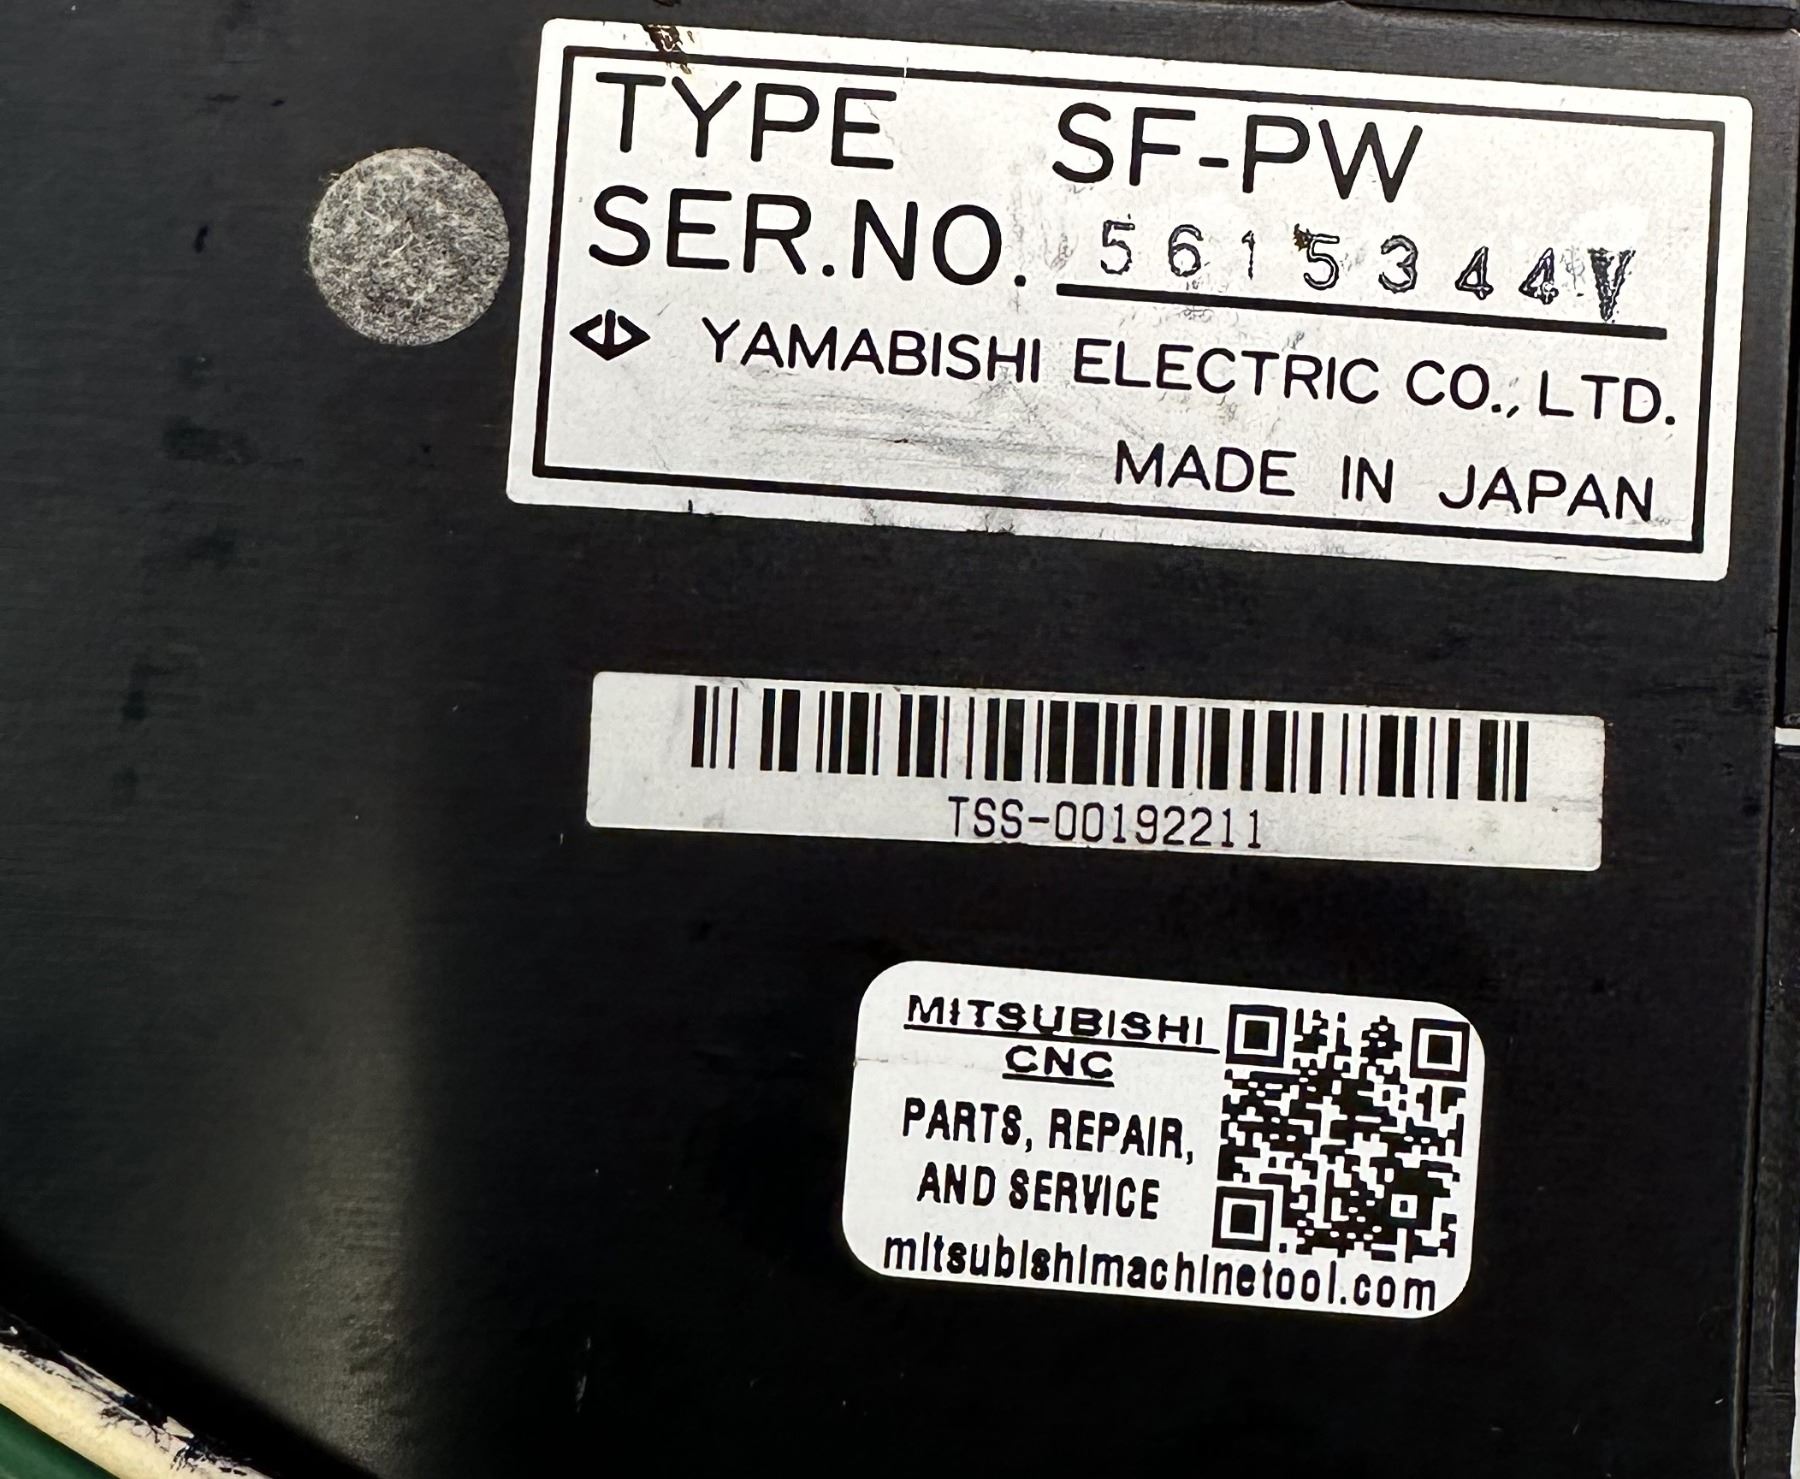 TYPE SF-PW
SER.NO. 5615344V
YAMABISHI ELECTRIC CO., LTD.
MADE IN JAPAN
TSS-00192211
MITSUBISHI
CNC
PARTS, REPAIR,
AND SERVICE
mitsubishimachinetool.com